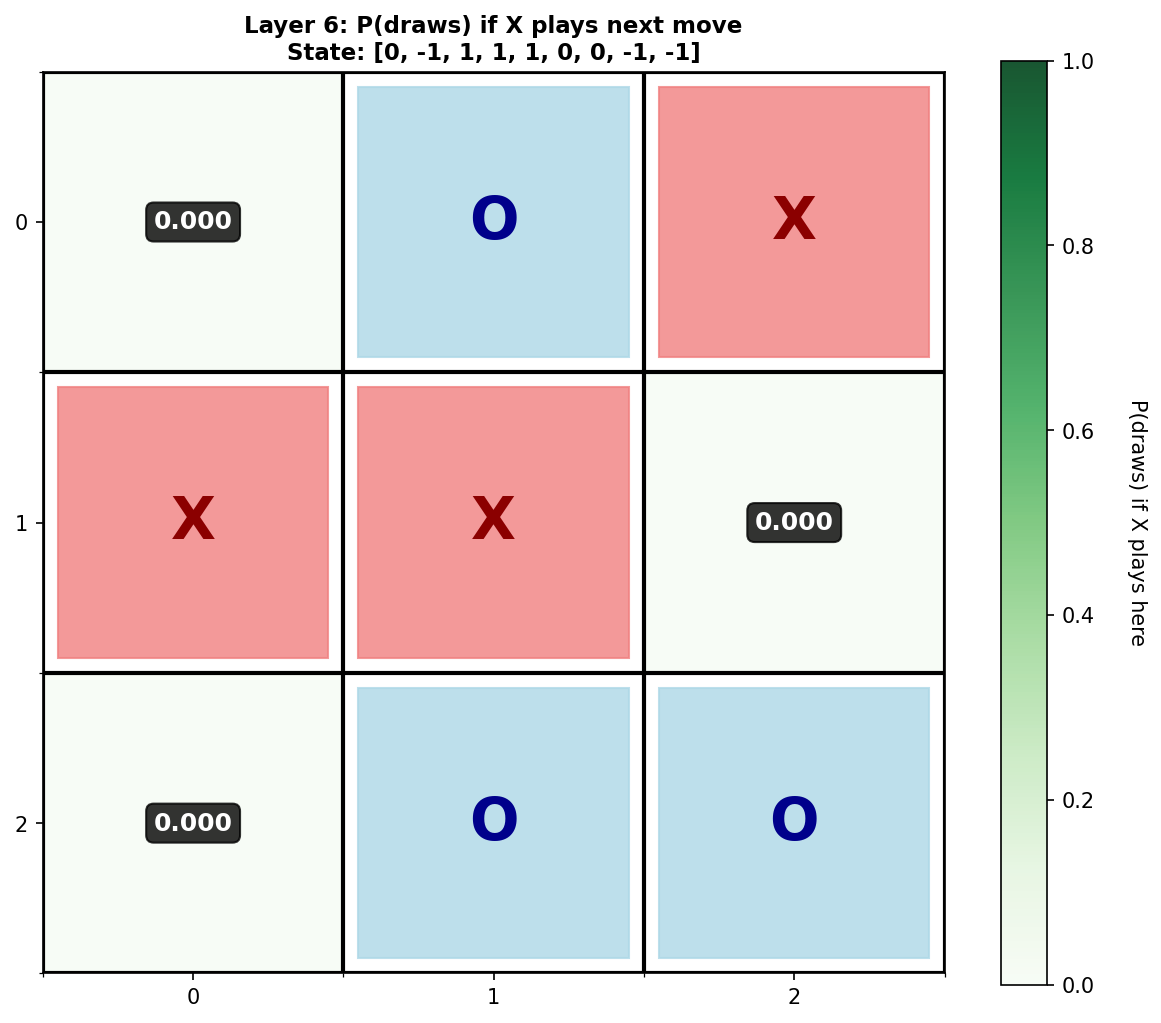 Layer 6: P(draws) if X plays next move
State: [0, -1, 1, 1, 1, 0, 0, -1, -1]
0 0.000 O X
1 X X 0.000
2 0.000 O O
0 1 2
1.0
0.8
0.6
0.4
0.2
0.0
P(draws) if X plays here